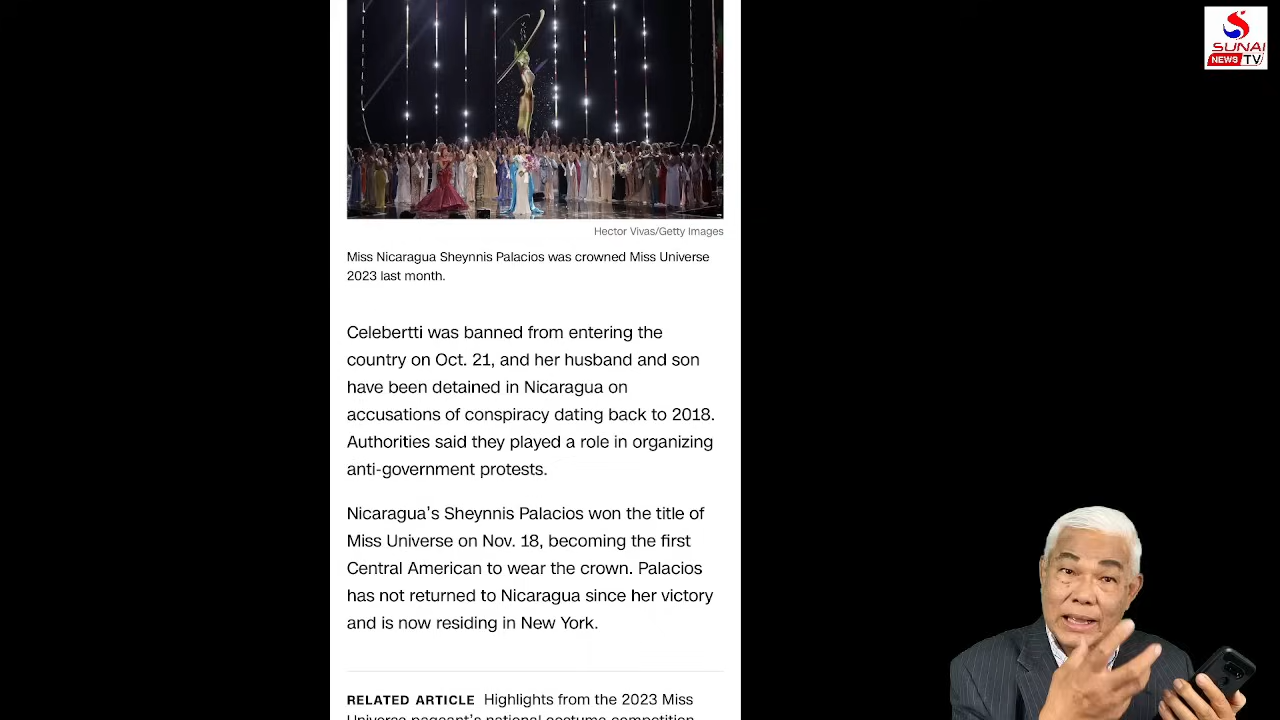 SUNAI
NEWS TV
Hector Vivas/Getty Images
Miss Nicaragua Sheynnis Palacios was crowned Miss Universe
2023 last month.
Celebertti was banned from entering the
country on Oct. 21, and her husband and son
have been detained in Nicaragua on
accusations of conspiracy dating back to 2018.
Authorities said they played a role in organizing
anti-government protests.
Nicaragua's Sheynnis Palacios won the title of
Miss Universe on Nov. 18, becoming the first
Central American to wear the crown. Palacios
has not returned to Nicaragua since her victory
and is now residing in New York.
RELATED ARTICLE Highlights from the 2023 Miss
Universe pageant's national costume competition